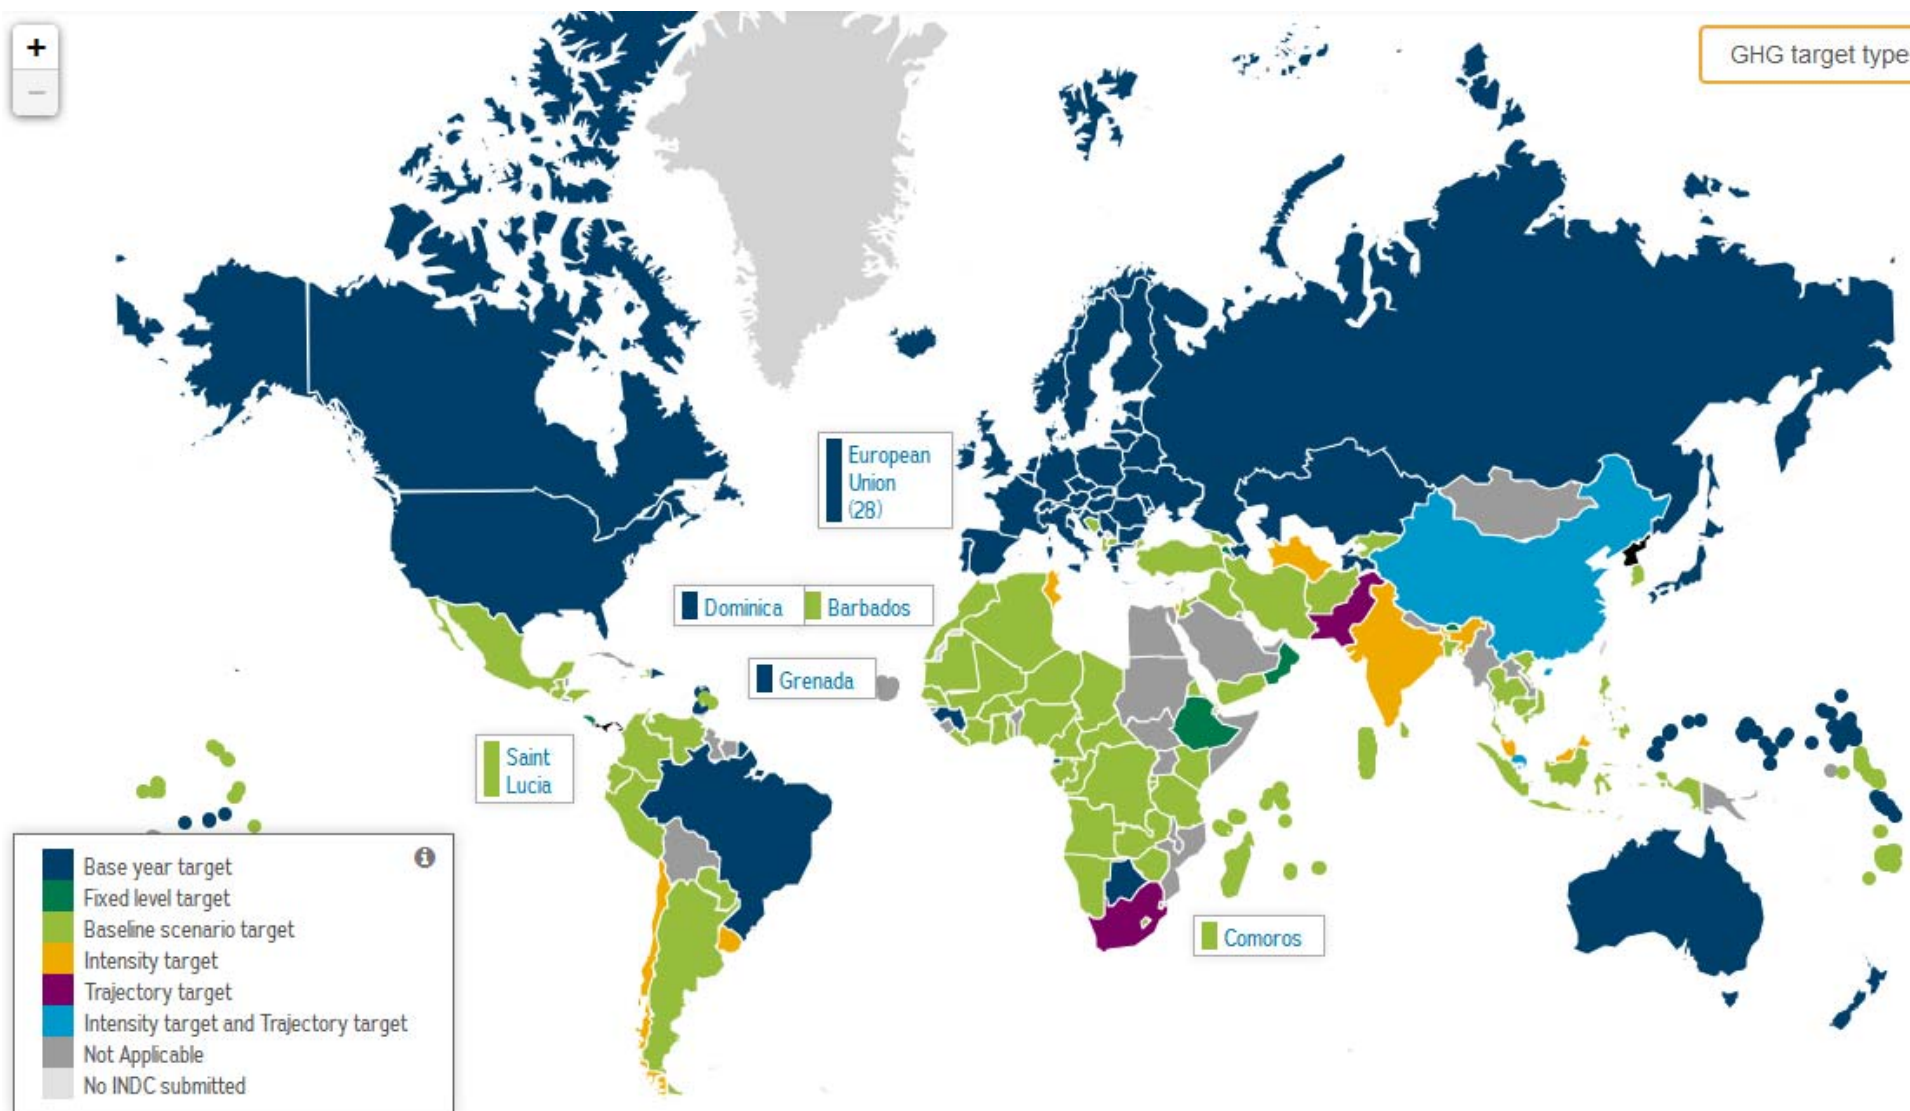 +
−
GHG target type
European
Union
(28)
Dominica
Barbados
Grenada
Saint
Lucia
Comoros
i
Base year target
Fixed level target
Baseline scenario target
Intensity target
Trajectory target
Intensity target and Trajectory target
Not Applicable
No INDC submitted